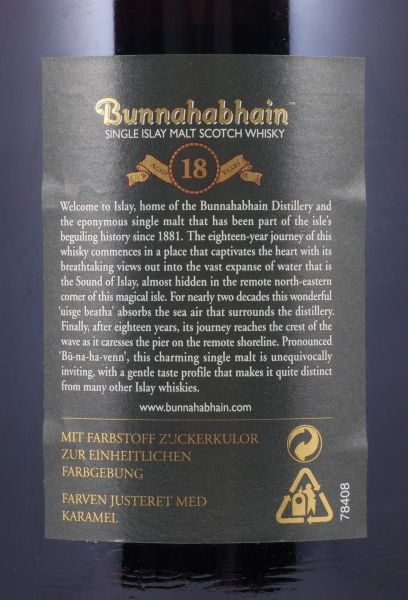 Bunnahabhain™
SINGLE ISLAY MALT SCOTCH WHISKY
AGED 18 YEARS
Welcome to Islay, home of the Bunnahabhain Distillery and
the eponymous single malt that has been part of the isle's
beguiling history since 1881. The eighteen-year journey of this
whisky commences in a place that captivates the heart with its
breathtaking views out into the vast expanse of water that is
the Sound of Islay, almost hidden in the remote north-eastern
corner of this magical isle. For nearly two decades this wonderful
'uisge beatha' absorbs the sea air that surrounds the distillery.
Finally, after eighteen years, its journey reaches the crest of the
wave as it caresses the pier on the remote shoreline. Pronounced
'Bŭ-na-ha-venn', this charming single malt is unequivocally
inviting, with a gentle taste profile that makes it quite distinct
from many other Islay whiskies.
www.bunnahabhain.com
MIT FARBSTOFF Z'JCKERKULOR
ZUR EINHEITLICHEN
FARBGEBUNG
FARVEN JUSTERET MED
KARAMEL
78408